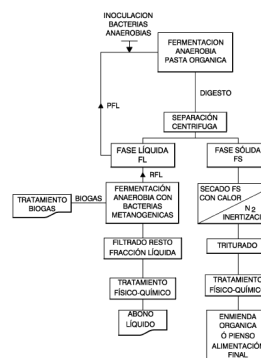 INOCULACION
BACTERIAS
ANAEROBIAS
FERMENTACION
ANAEROBIA
PASTA ORGANICA
DIGESTO
PFL
SEPARACIÓN
CENTRIFUGA
FASE LÍQUIDA
FL
FASE SÓLIDA
FS
RFL
TRATAMIENTO
BIOGAS
BIOGAS
FERMENTACIÓN
ANAEROBIA CON
BACTERIAS
METANOGÉNICAS
SECADO FS
CON CALOR
N2
INERTIZACI
FILTRADO RESTO
FRACCIÓN LÍQUIDA
TRITURADO
TRATAMIENTO
FÍSICO-QUÍMICO
TRATAMIENTO
FÍSICO-QUÍMICO
ABONO
LÍQUIDO
ENMIENDA
ORGANICA
Ó PIENSO
ALIMENTACIÓN
FINAL